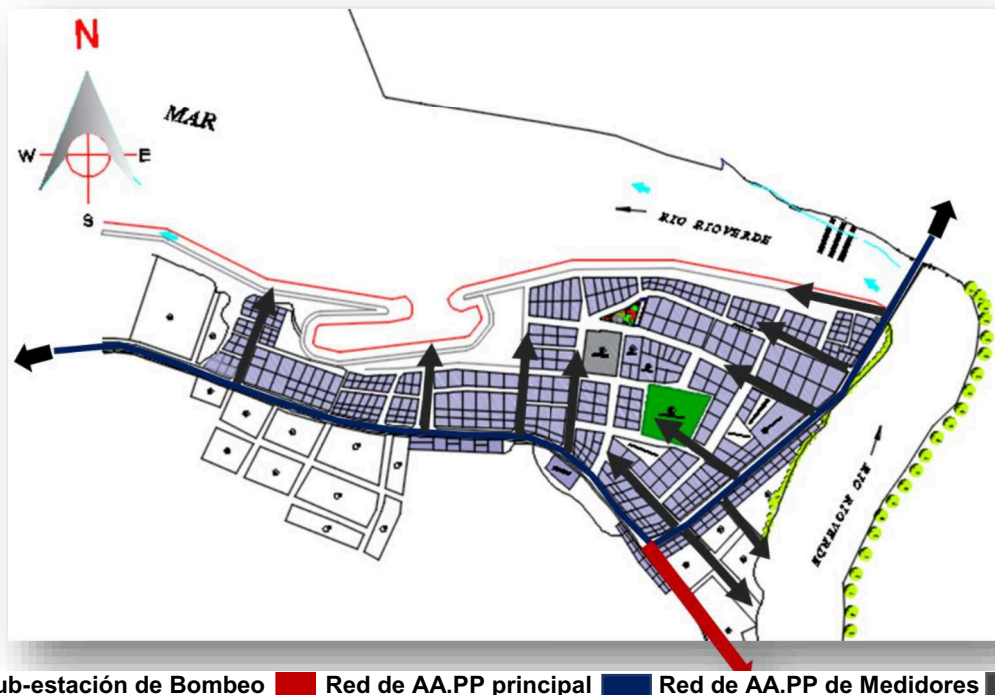 N
MAR
W
E
S
RIO RIOVERDE
RIO RIOVERDE
ub-estación de Bombeo Red de AA.PP principal Red de AA.PP de Medidores